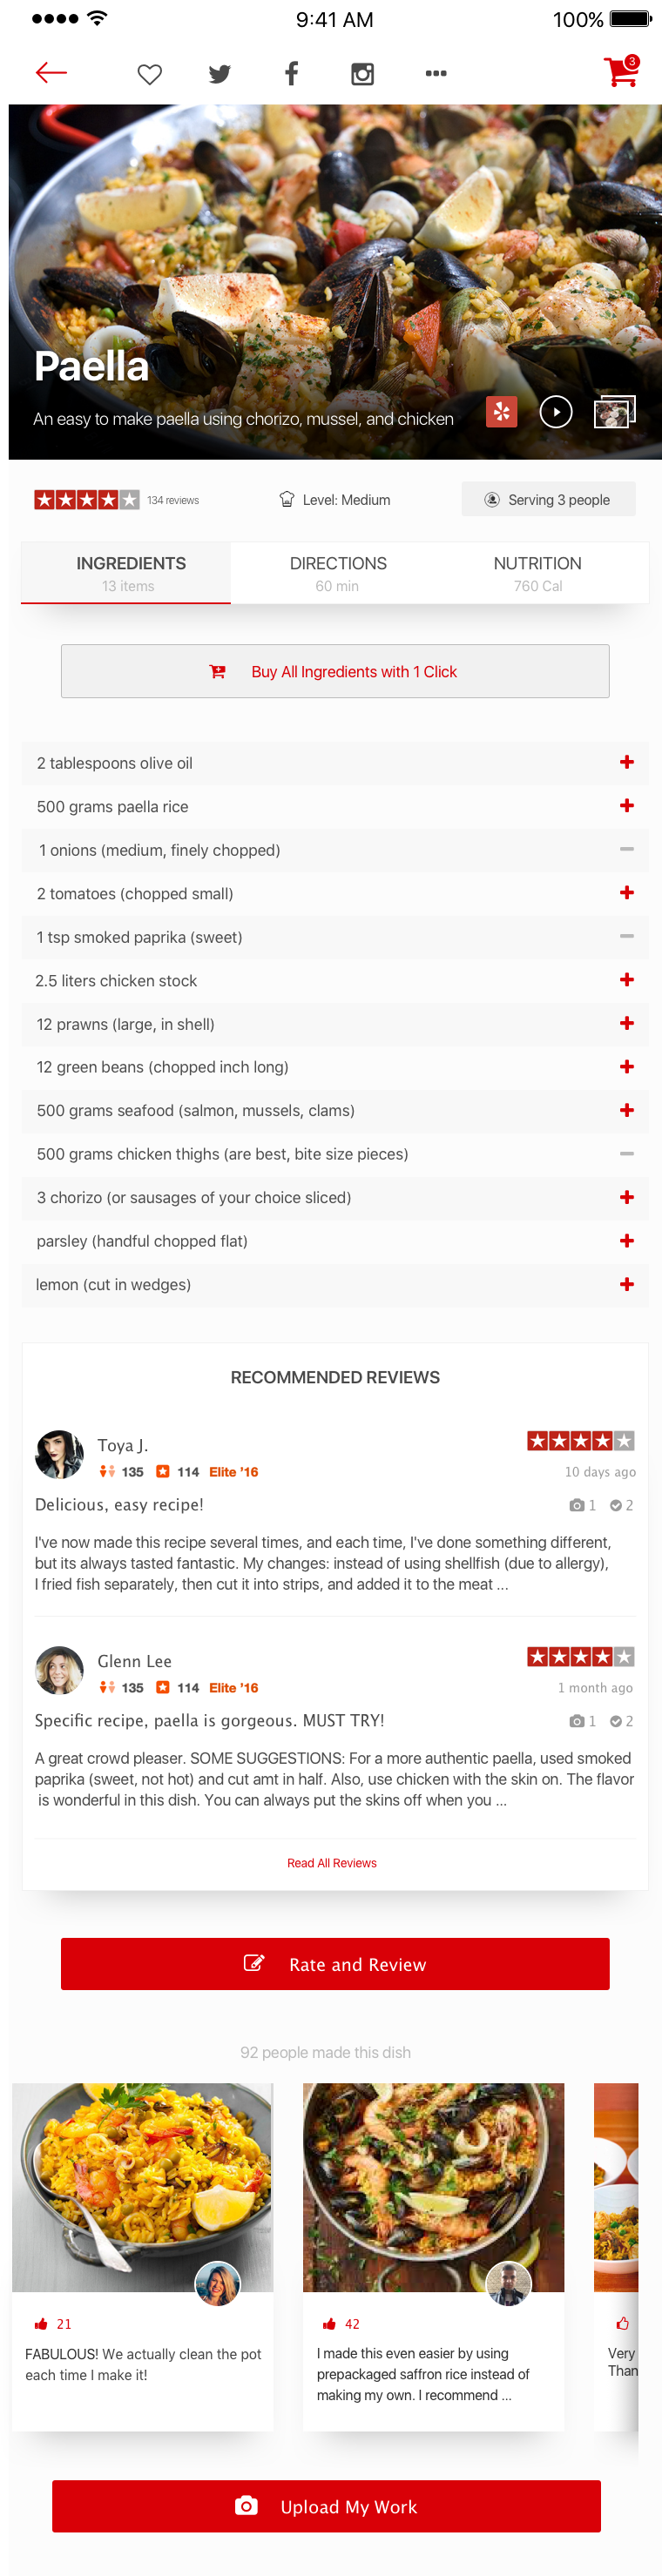 9:41 AM
100%
3
Paella
An easy to make paella using chorizo, mussel, and chicken
134 reviews
Level: Medium
Serving 3 people
INGREDIENTS
13 items
DIRECTIONS
60 min
NUTRITION
760 Cal
Buy All Ingredients with 1 Click
2 tablespoons olive oil
500 grams paella rice
1 onions (medium, finely chopped)
2 tomatoes (chopped small)
1 tsp smoked paprika (sweet)
2.5 liters chicken stock
12 prawns (large, in shell)
12 green beans (chopped inch long)
500 grams seafood (salmon, mussels, clams)
500 grams chicken thighs (are best, bite size pieces)
3 chorizo (or sausages of your choice sliced)
parsley (handful chopped flat)
lemon (cut in wedges)
RECOMMENDED REVIEWS
Toya J.
135 114 Elite '16
10 days ago
Delicious, easy recipe!
1 2
I've now made this recipe several times, and each time, I've done something different,
but its always tasted fantastic. My changes: instead of using shellfish (due to allergy),
I fried fish separately, then cut it into strips, and added it to the meat ...
Glenn Lee
135 114 Elite '16
1 month ago
Specific recipe, paella is gorgeous. MUST TRY!
1 2
A great crowd pleaser. SOME SUGGESTIONS: For a more authentic paella, used smoked
paprika (sweet, not hot) and cut amt in half. Also, use chicken with the skin on. The flavor
is wonderful in this dish. You can always put the skins off when you ...
Read All Reviews
Rate and Review
92 people made this dish
21
FABULOUS! We actually clean the pot
each time I make it!
42
I made this even easier by using
prepackaged saffron rice instead of
making my own. I recommend ...
Very
Than
Upload My Work